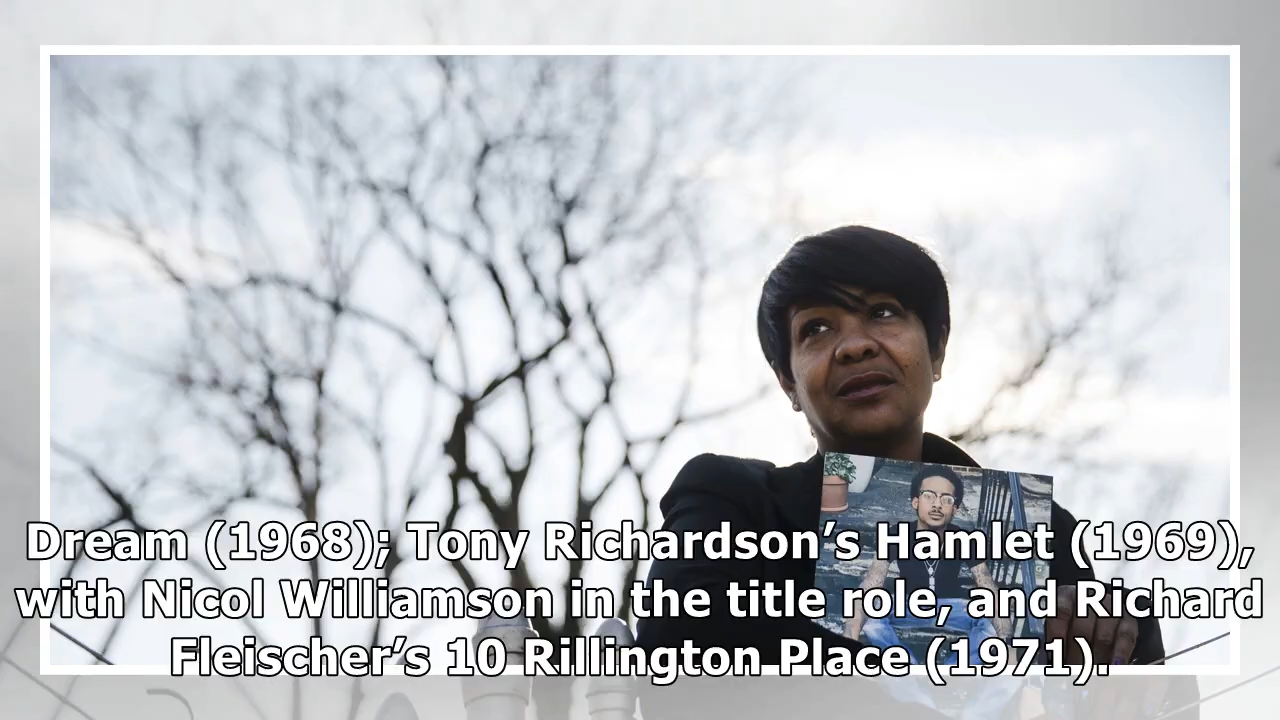 Dream (1968); Tony Richardson’s Hamlet (1969),
with Nicol Williamson in the title role, and Richard
Fleischer’s 10 Rillington Place (1971).